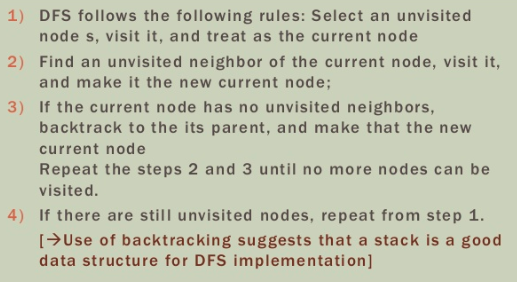 1) DFS follows the following rules: Select an unvisited
node s, visit it, and treat as the current node
2) Find an unvisited neighbor of the current node, visit it,
and make it the new current node;
3) If the current node has no unvisited neighbors,
backtrack to the its parent, and make that the new
current node
Repeat the steps 2 and 3 until no more nodes can be
visited.
4) If there are still unvisited nodes, repeat from step 1.
[→Use of backtracking suggests that a stack is a good
data structure for DFS implementation]